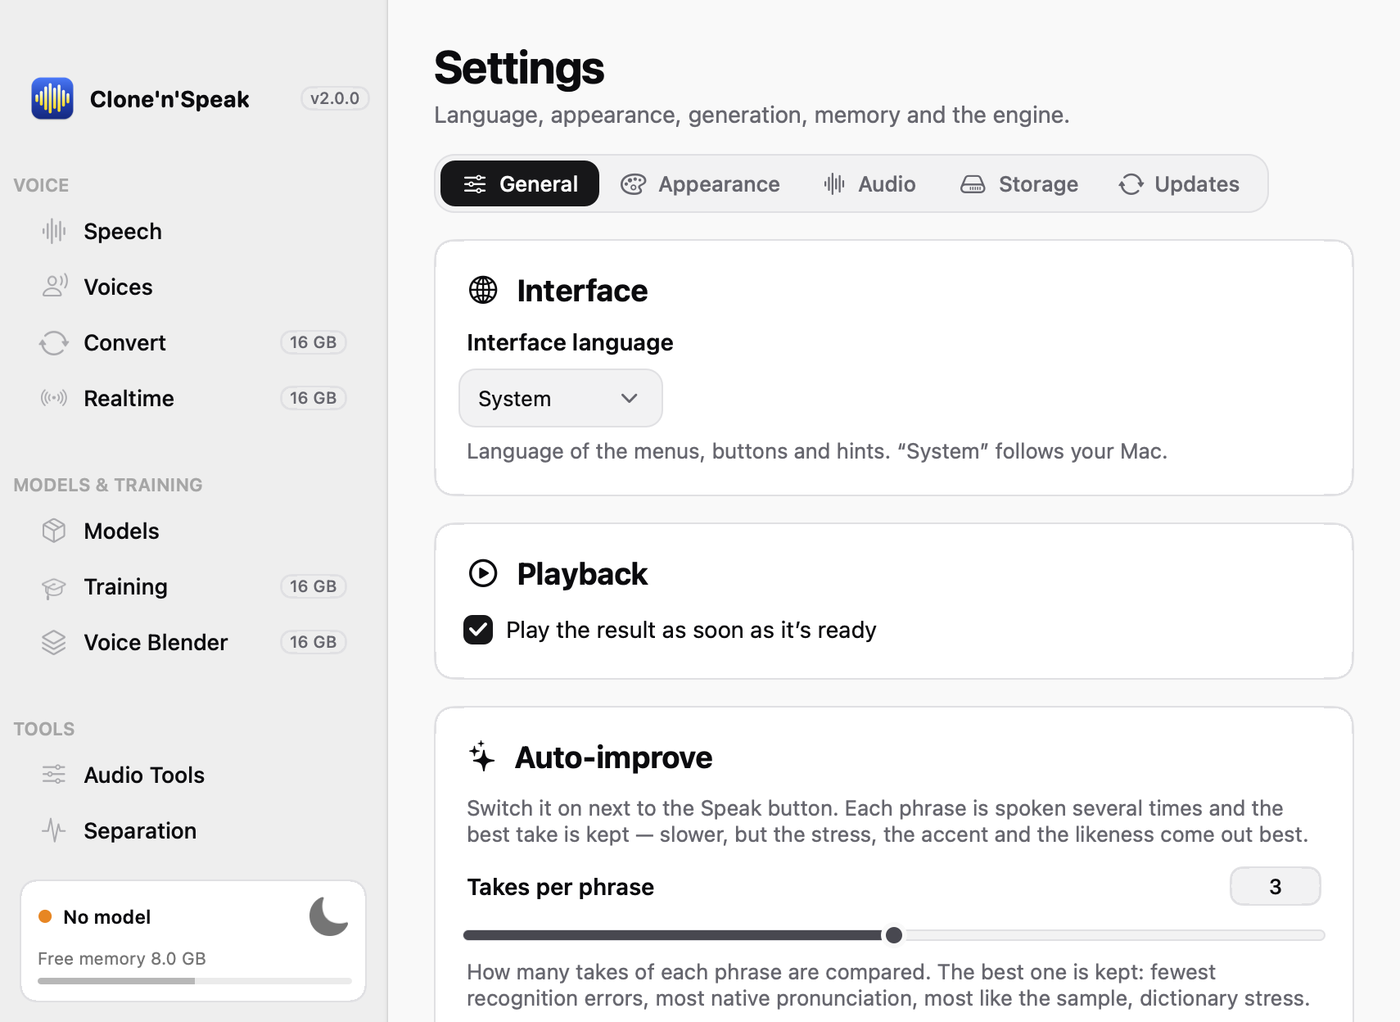 Clone'n'Speak
v2.0.0
VOICE
Speech
Voices
Convert
16 GB
Realtime
16 GB
MODELS & TRAINING
Models
Training
16 GB
Voice Blender
16 GB
TOOLS
Audio Tools
Separation
No model
Free memory 8.0 GB
Settings
Language, appearance, generation, memory and the engine.
General
Appearance
Audio
Storage
Updates
Interface
Interface language
System
Language of the menus, buttons and hints. “System” follows your Mac.
Playback
Play the result as soon as it’s ready
Auto-improve
Switch it on next to the Speak button. Each phrase is spoken several times and the
best take is kept — slower, but the stress, the accent and the likeness come out best.
Takes per phrase
3
How many takes of each phrase are compared. The best one is kept: fewest
recognition errors, most native pronunciation, most like the sample, dictionary stress.